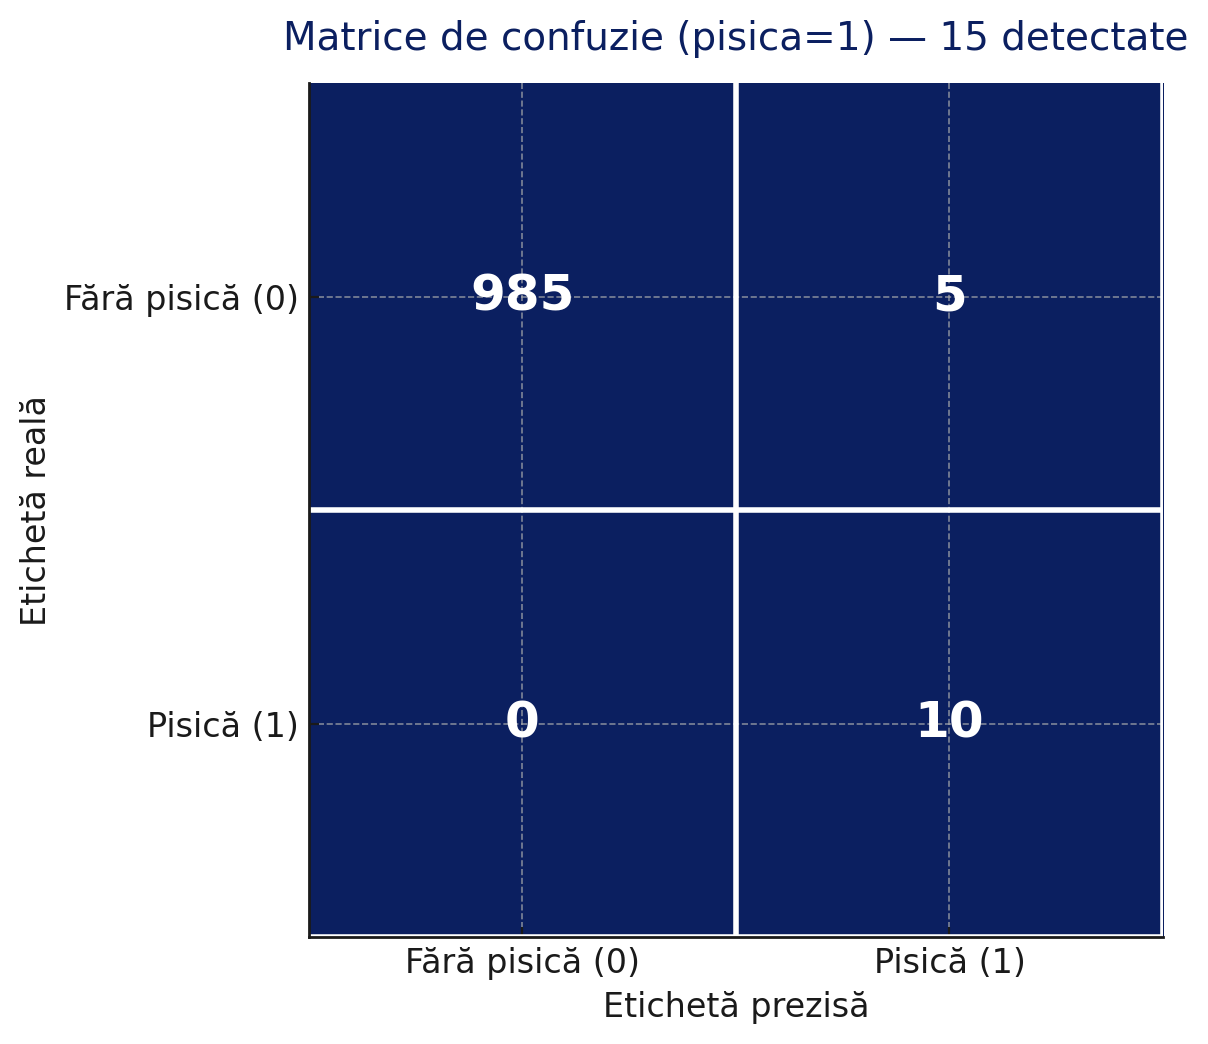 Matrice de confuzie (pisica=1) — 15 detectate
985
5
Fără pisică (0)
Etichetă reală
0
10
Pisică (1)
Fără pisică (0)
Pisică (1)
Etichetă prezisă